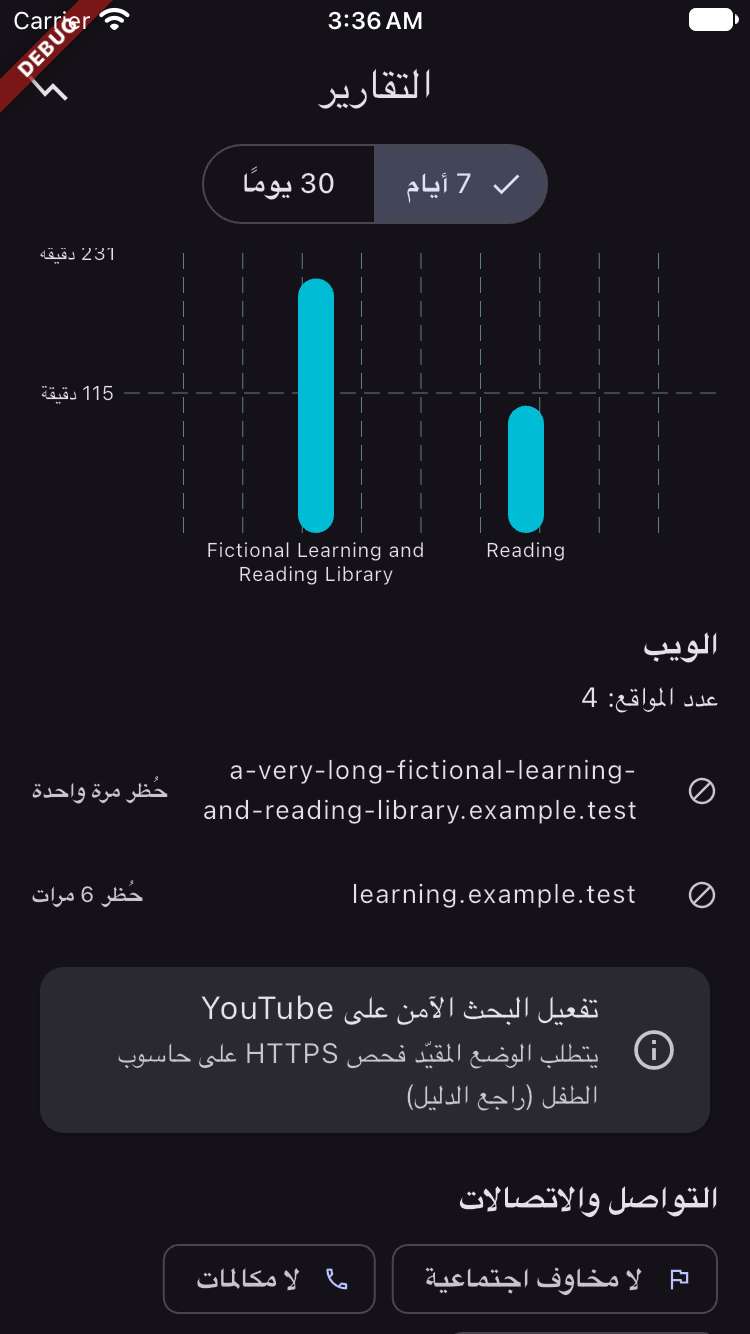 Carrier
3:36 AM
DEBUG
التقارير
7 أيام
30 يومًا
231 دقيقة
115 دقيقة
Fictional Learning and
Reading Library
Reading
الويب
عدد المواقع: 4
a-very-long-fictional-learning-
and-reading-library.example.test
حُظر مرة واحدة
learning.example.test
حُظر 6 مرات
تفعيل البحث الآمن على YouTube
يتطلب الوضع المقيّد فحص HTTPS على حاسوب
الطفل (راجع الدليل)
التواصل والاتصالات
لا مخاوف اجتماعية
لا مكالمات